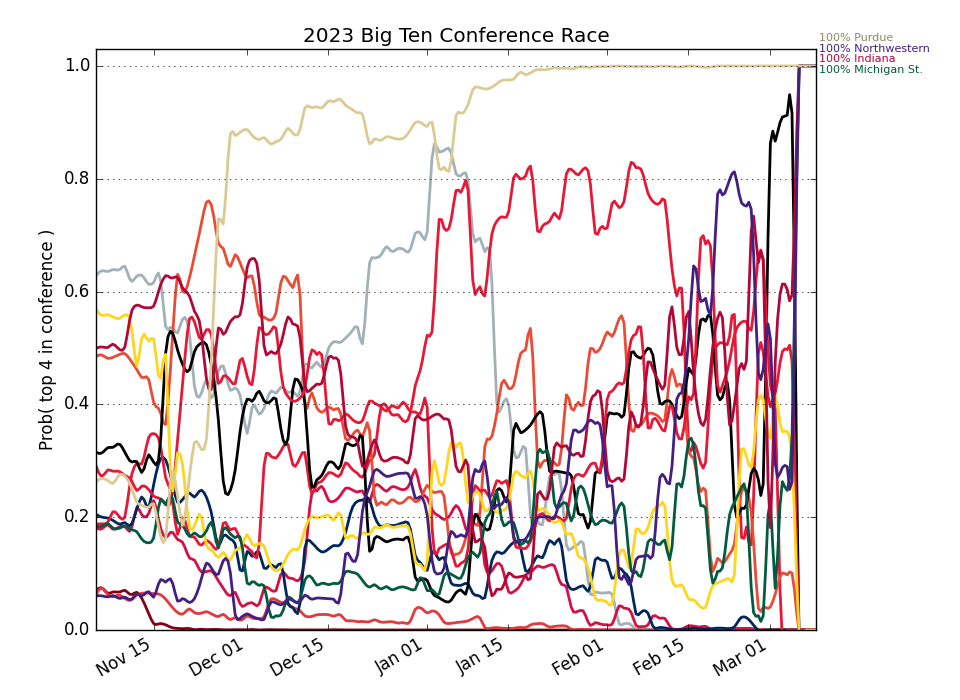 2023 Big Ten Conference Race
100% Purdue
100% Northwestern
100% Indiana
100% Michigan St.
1.0
0.8
0.6
0.4
0.2
0.0
Prob( top 4 in conference )
Nov 15
Dec 01
Dec 15
Jan 01
Jan 15
Feb 01
Feb 15
Mar 01